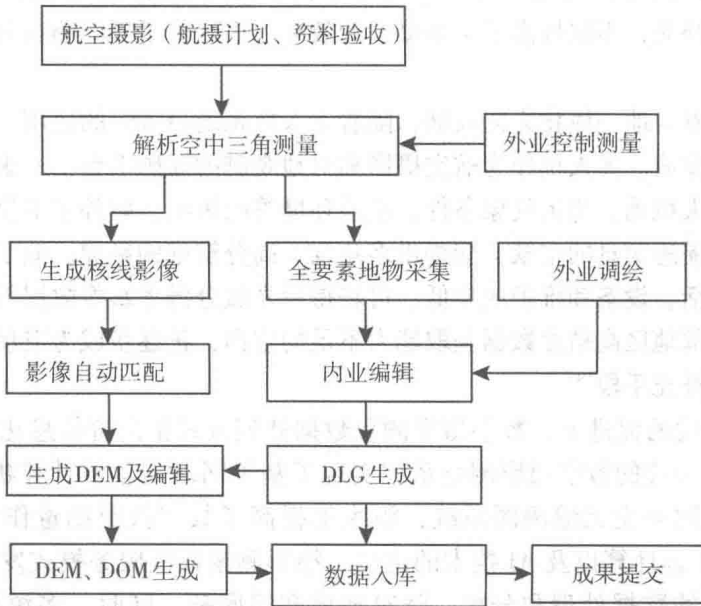 航空摄影（航摄计划、资料验收）
解析空中三角测量
外业控制测量
生成核线影像
全要素地物采集
外业调绘
影像自动匹配
内业编辑
生成DEM及编辑
DLG生成
DEM、DOM生成
数据入库
成果提交